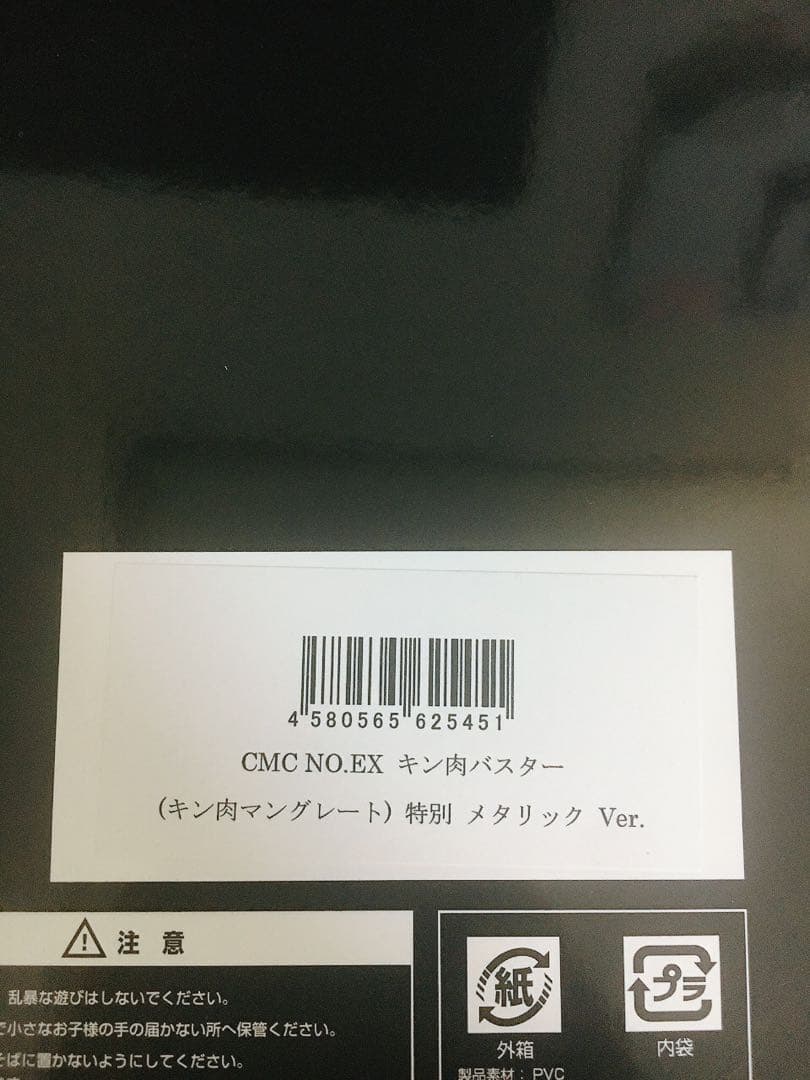 4 580565 625451
CMC NO.EX キン肉バスター
(キン肉マングレート) 特別 メタリック Ver.
注 意
乱暴な遊びはしないでください。
で小さなお子様の手の届かない所へ保管ください。
そばに置かないようにしてください。
紙
外箱
プラ
内袋
製品素材：PVC